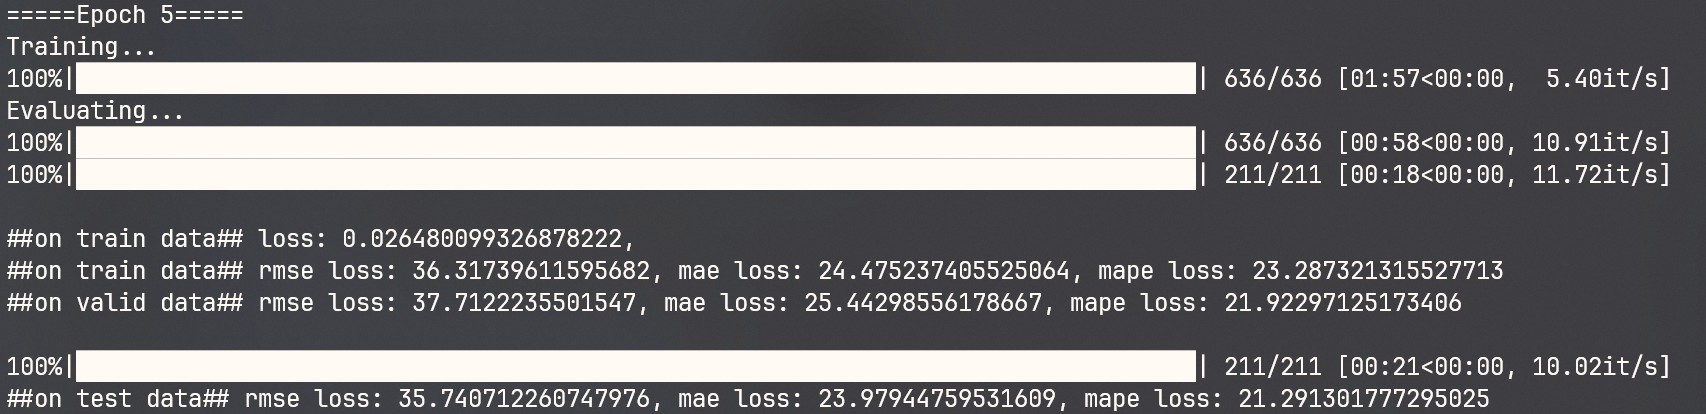 =====Epoch 5=====
Training...
100%|██████████| 636/636 [01:57<00:00,  5.40it/s]
Evaluating...
100%|██████████| 636/636 [00:58<00:00, 10.91it/s]
100%|██████████| 211/211 [00:18<00:00, 11.72it/s]
##on train data## loss: 0.026480099326878222,
##on train data## rmse loss: 36.31739611595682, mae loss: 24.475237405525064, mape loss: 23.287321315527713
##on valid data## rmse loss: 37.7122235501547, mae loss: 25.44298556178667, mape loss: 21.92297125173406
100%|██████████| 211/211 [00:21<00:00, 10.02it/s]
##on test data## rmse loss: 35.740712260747976, mae loss: 23.97944759531609, mape loss: 21.291301777295025